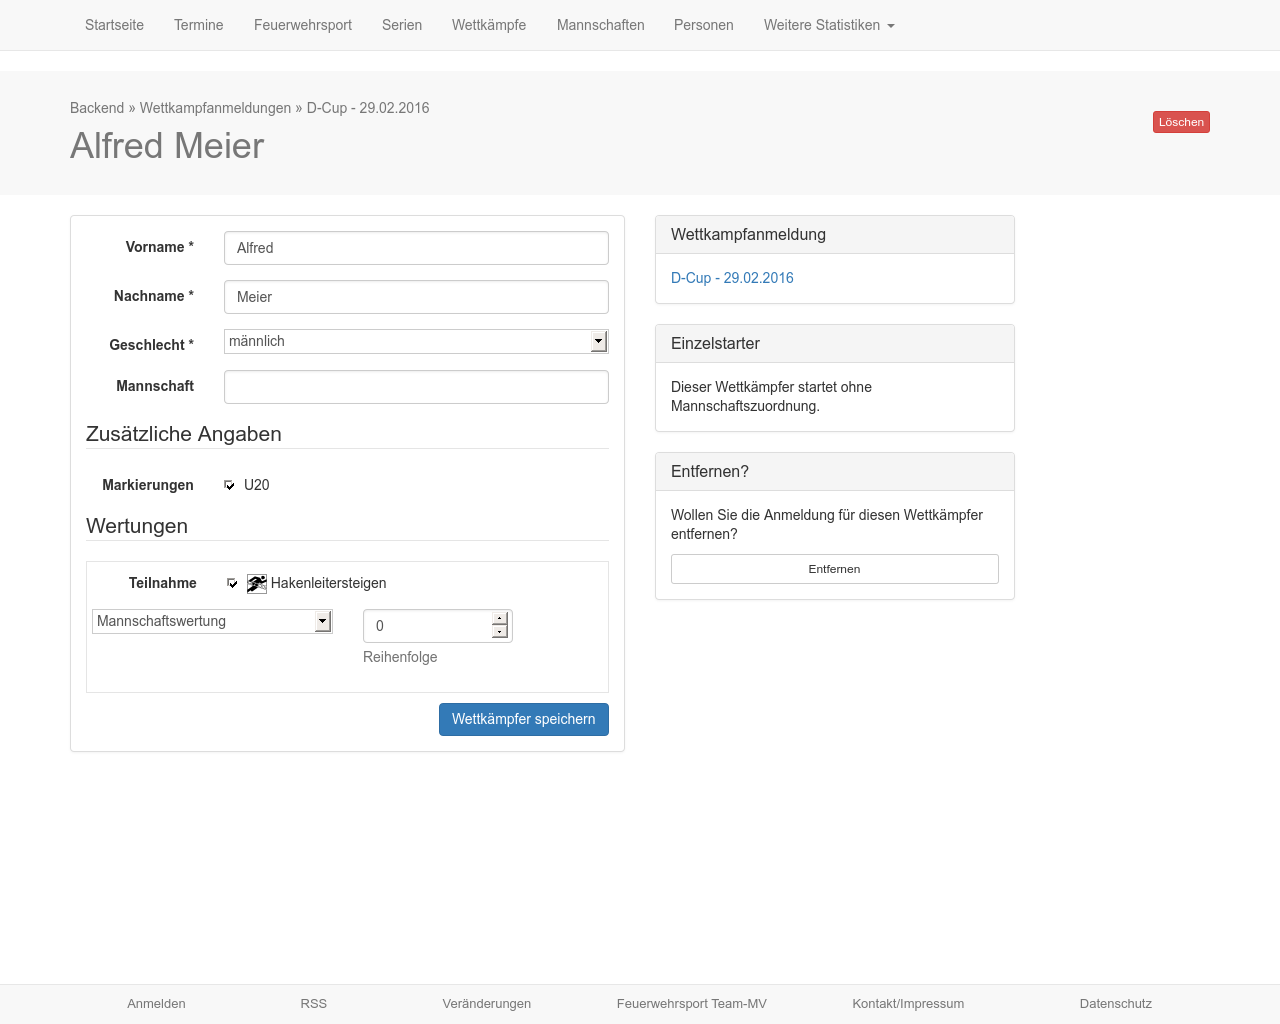 Startseite Termine Feuerwehrsport Serien Wettkämpfe Mannschaften Personen Weitere Statistiken
Backend » Wettkampfanmeldungen » D-Cup - 29.02.2016
Alfred Meier
Löschen
Vorname * Alfred
Nachname * Meier
Geschlecht * männlich
Mannschaft
Zusätzliche Angaben
Markierungen U20
Wertungen
Teilnahme Hakenleitersteigen
Mannschaftswertung 0
Reihenfolge
Wettkämpfer speichern
Wettkampfanmeldung
D-Cup - 29.02.2016
Einzelstarter
Dieser Wettkämpfer startet ohne
Mannschaftszuordnung.
Entfernen?
Wollen Sie die Anmeldung für diesen Wettkämpfer
entfernen?
Entfernen
Anmelden RSS Veränderungen Feuerwehrsport Team-MV Kontakt/Impressum Datenschutz